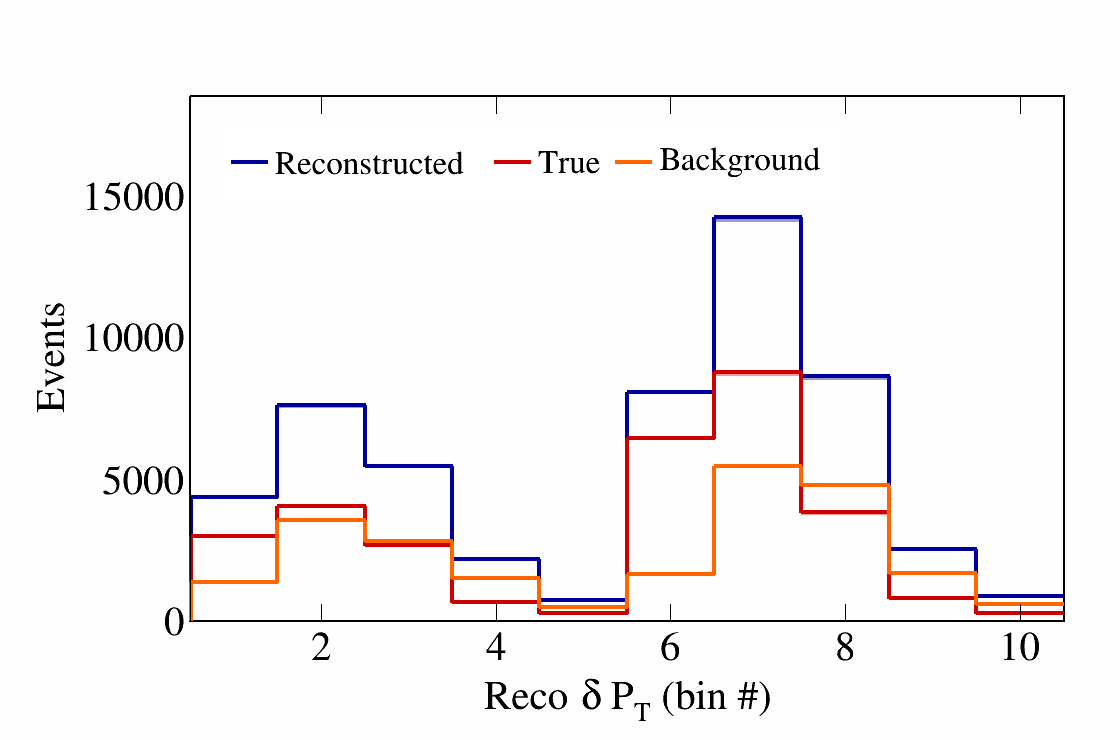 Reconstructed True Background
15000
10000
5000
0
Events
2 4 6 8 10
Reco δ P_T (bin #)